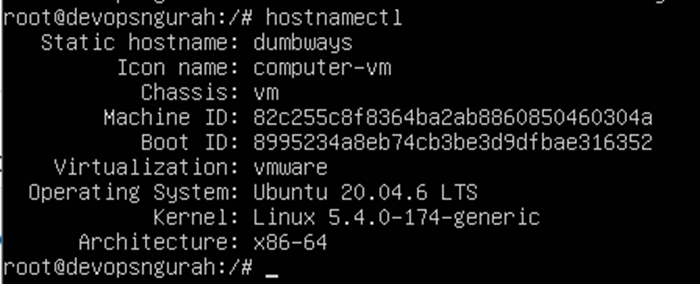 root@devopsngurah:/# hostnamectl
Static hostname: dumbways
Icon name: computer-vm
Chassis: vm
Machine ID: 82c255c8f8364ba2ab8860850460304a
Boot ID: 8995234a8eb74cb3be3d9dfbae316352
Virtualization: vmware
Operating System: Ubuntu 20.04.6 LTS
Kernel: Linux 5.4.0-174-generic
Architecture: x86-64
root@devopsngurah:/# _